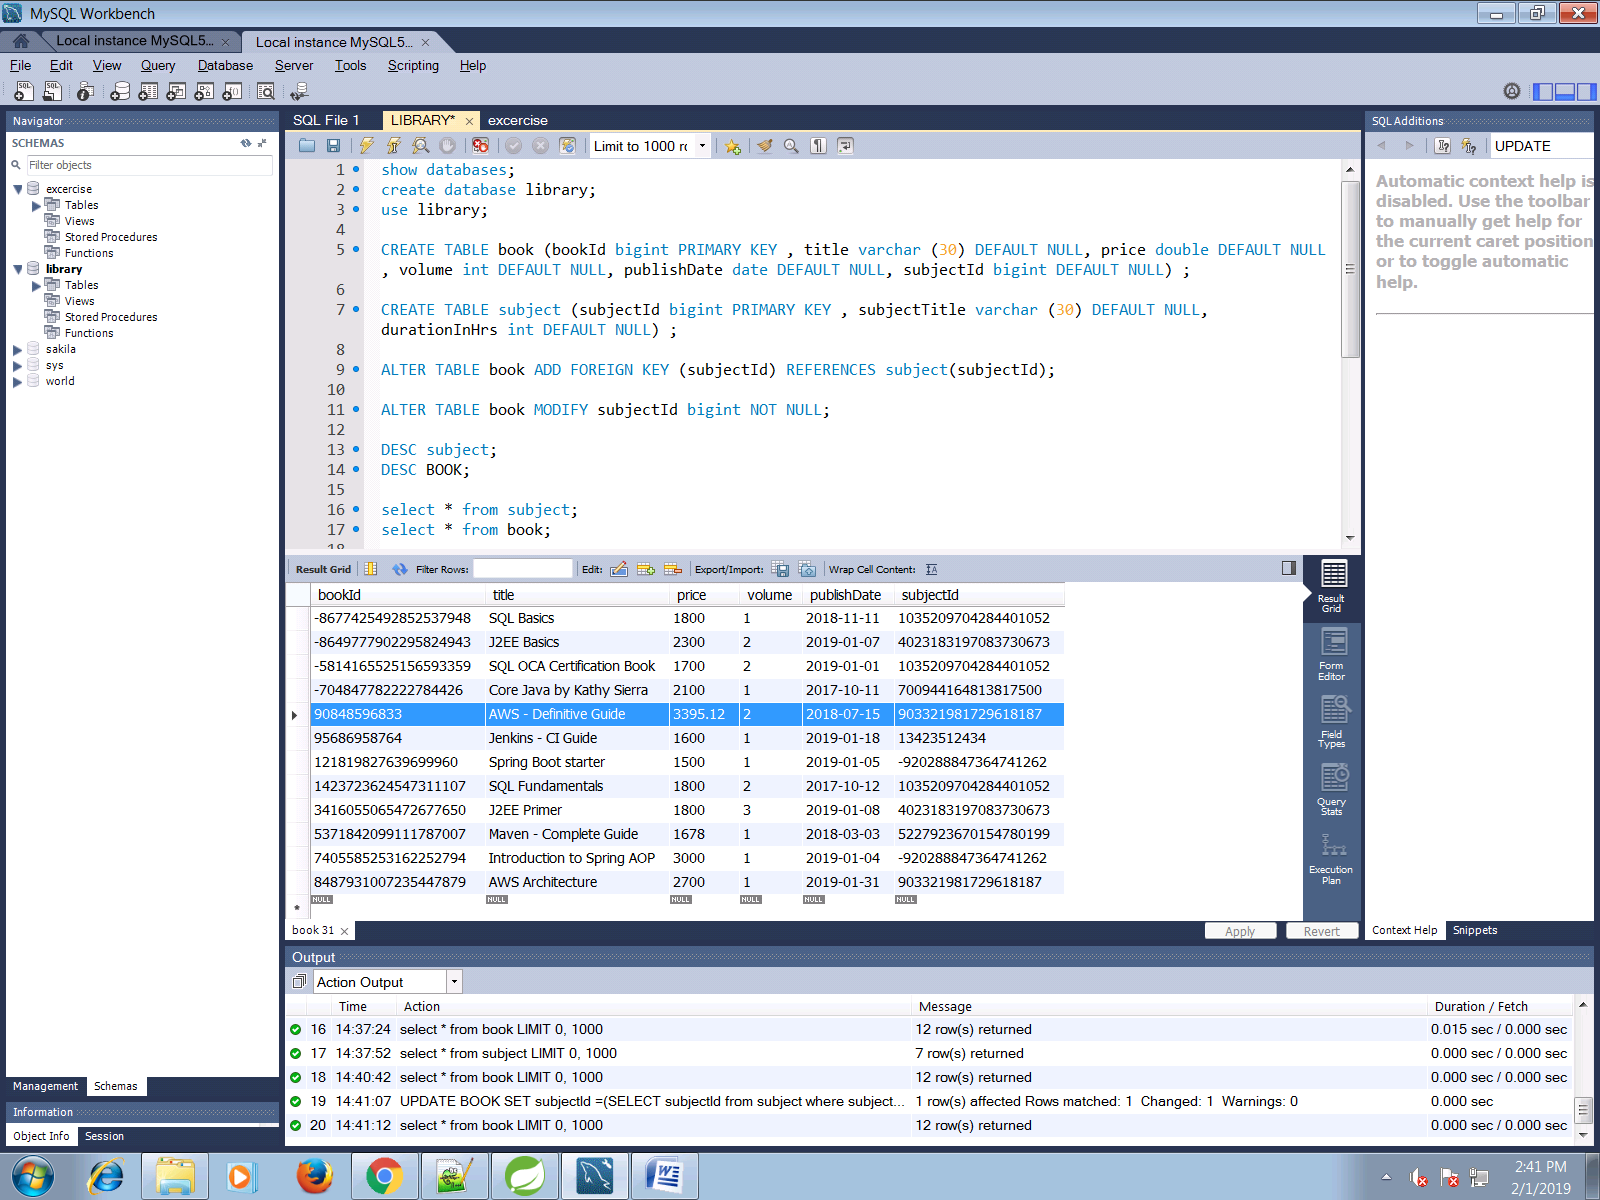 MySQL Workbench
Local instance MySQL5... × Local instance MySQL5... ×
File Edit View Query Database Server Tools Scripting Help
Navigator
SCHEMAS
Filter objects
excercise
Tables
Views
Stored Procedures
Functions
library
Tables
Views
Stored Procedures
Functions
sakila
sys
world
Management Schemas
Information
Object Info Session
SQL File 1 LIBRARY* × excercise
Limit to 1000 rc
1 show databases;
2 create database library;
3 use library;
4
5 CREATE TABLE book (bookId bigint PRIMARY KEY , title varchar (30) DEFAULT NULL, price double DEFAULT NULL
, volume int DEFAULT NULL, publishDate date DEFAULT NULL, subjectId bigint DEFAULT NULL) ;
6
7 CREATE TABLE subject (subjectId bigint PRIMARY KEY , subjectTitle varchar (30) DEFAULT NULL,
durationInHrs int DEFAULT NULL) ;
8
9 ALTER TABLE book ADD FOREIGN KEY (subjectId) REFERENCES subject(subjectId);
10
11 ALTER TABLE book MODIFY subjectId bigint NOT NULL;
12
13 DESC subject;
14 DESC BOOK;
15
16 select * from subject;
17 select * from book;
18
Result Grid Filter Rows: Edit: Export/Import: Wrap Cell Content:
bookId title price volume publishDate subjectId
-8677425492852537948 SQL Basics 1800 1 2018-11-11 1035209704284401052
-8649777902295824943 J2EE Basics 2300 2 2019-01-07 4023183197083730673
-5814165525156593359 SQL OCA Certification Book 1700 2 2019-01-01 1035209704284401052
-704847782222784426 Core Java by Kathy Sierra 2100 1 2017-10-11 700944164813817500
90848596833 AWS - Definitive Guide 3395.12 2 2018-07-15 903321981729618187
95686958764 Jenkins - CI Guide 1600 1 2019-01-18 13423512434
121819827639699960 Spring Boot starter 1500 1 2019-01-05 -920288847364741262
1423723624547311107 SQL Fundamentals 1800 2 2017-10-12 1035209704284401052
3416055065472677650 J2EE Primer 1800 3 2019-01-08 4023183197083730673
5371842099111787007 Maven - Complete Guide 1678 1 2018-03-03 5227923670154780199
7405585253162252794 Introduction to Spring AOP 3000 1 2019-01-04 -920288847364741262
8487931007235447879 AWS Architecture 2700 1 2019-01-31 903321981729618187
* NULL NULL NULL NULL NULL NULL
Result
Grid
Form
Editor
Field
Types
Query
Stats
Execution
Plan
book 31 × Apply Revert
SQL Additions
UPDATE
Automatic context help is
disabled. Use the toolbar
to manually get help for
the current caret position
or to toggle automatic
help.
Context Help Snippets
Output
Action Output
Time Action Message Duration / Fetch
16 14:37:24 select * from book LIMIT 0, 1000 12 row(s) returned 0.015 sec / 0.000 sec
17 14:37:52 select * from subject LIMIT 0, 1000 7 row(s) returned 0.000 sec / 0.000 sec
18 14:40:42 select * from book LIMIT 0, 1000 12 row(s) returned 0.000 sec / 0.000 sec
19 14:41:07 UPDATE BOOK SET subjectId =(SELECT subjectId from subject where subject... 1 row(s) affected Rows matched: 1 Changed: 1 Warnings: 0 0.000 sec
20 14:41:12 select * from book LIMIT 0, 1000 12 row(s) returned 0.000 sec / 0.000 sec
2:41 PM
2/1/2019